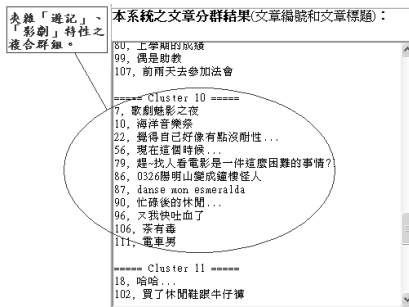 夾雜「遊記」、
「影劇」特性之
複合群組。
本系統之文章分群結果(文章編號和文章標題)：
80, 上學期的成績
99, 偶是助教
107, 前兩天去參加法會
===== Cluster 10 =====
7, 歌劇魅影之夜
10, 海洋音樂祭
22, 覺得自己好像有點沒耐性...
56, 現在這個時候...
79, 趕~找人看電影是一件這麼困難的事情?
86, 0326陽明山變成鐘樓怪人
87, danse mon esmeralda
90, 忙碌後的休閒...
96, ㄡ我快吐血了
106, 茶有毒
111, 電車男
===== Cluster 11 =====
18, 哈哈...
102, 買了休閒鞋跟牛仔褲